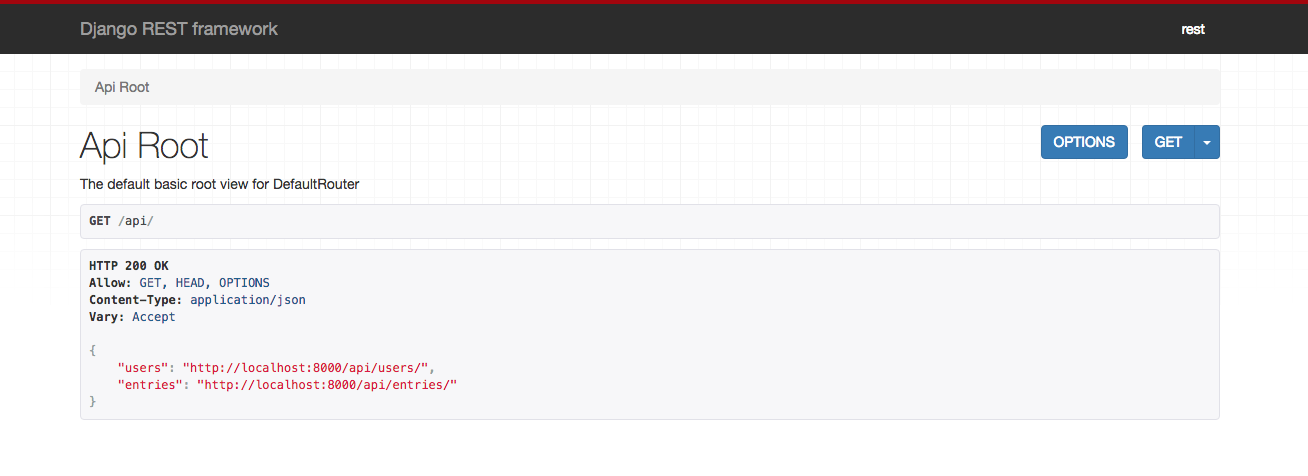 Django REST framework
rest
Api Root
Api Root
OPTIONS
GET
The default basic root view for DefaultRouter
GET /api/
HTTP 200 OK
Allow: GET, HEAD, OPTIONS
Content-Type: application/json
Vary: Accept
{
    "users": "http://localhost:8000/api/users/",
    "entries": "http://localhost:8000/api/entries/"
}